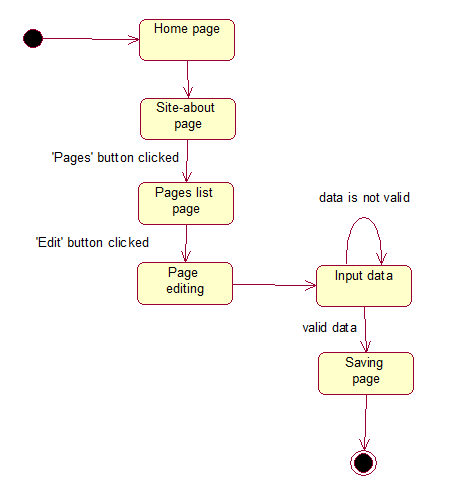 Home page
Site-about
page
'Pages' button clicked
Pages list
page
data is not valid
'Edit' button clicked
Page
editing
Input data
valid data
Saving
page